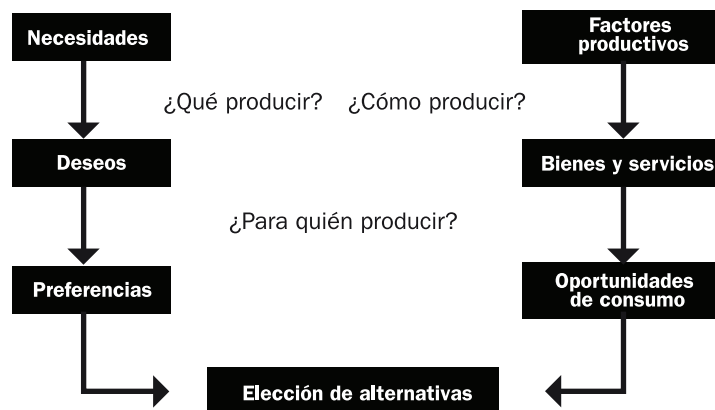 Necesidades
Factores
productivos
¿Qué producir? ¿Cómo producir?
Deseos
Bienes y servicios
¿Para quién producir?
Preferencias
Oportunidades
de consumo
Elección de alternativas